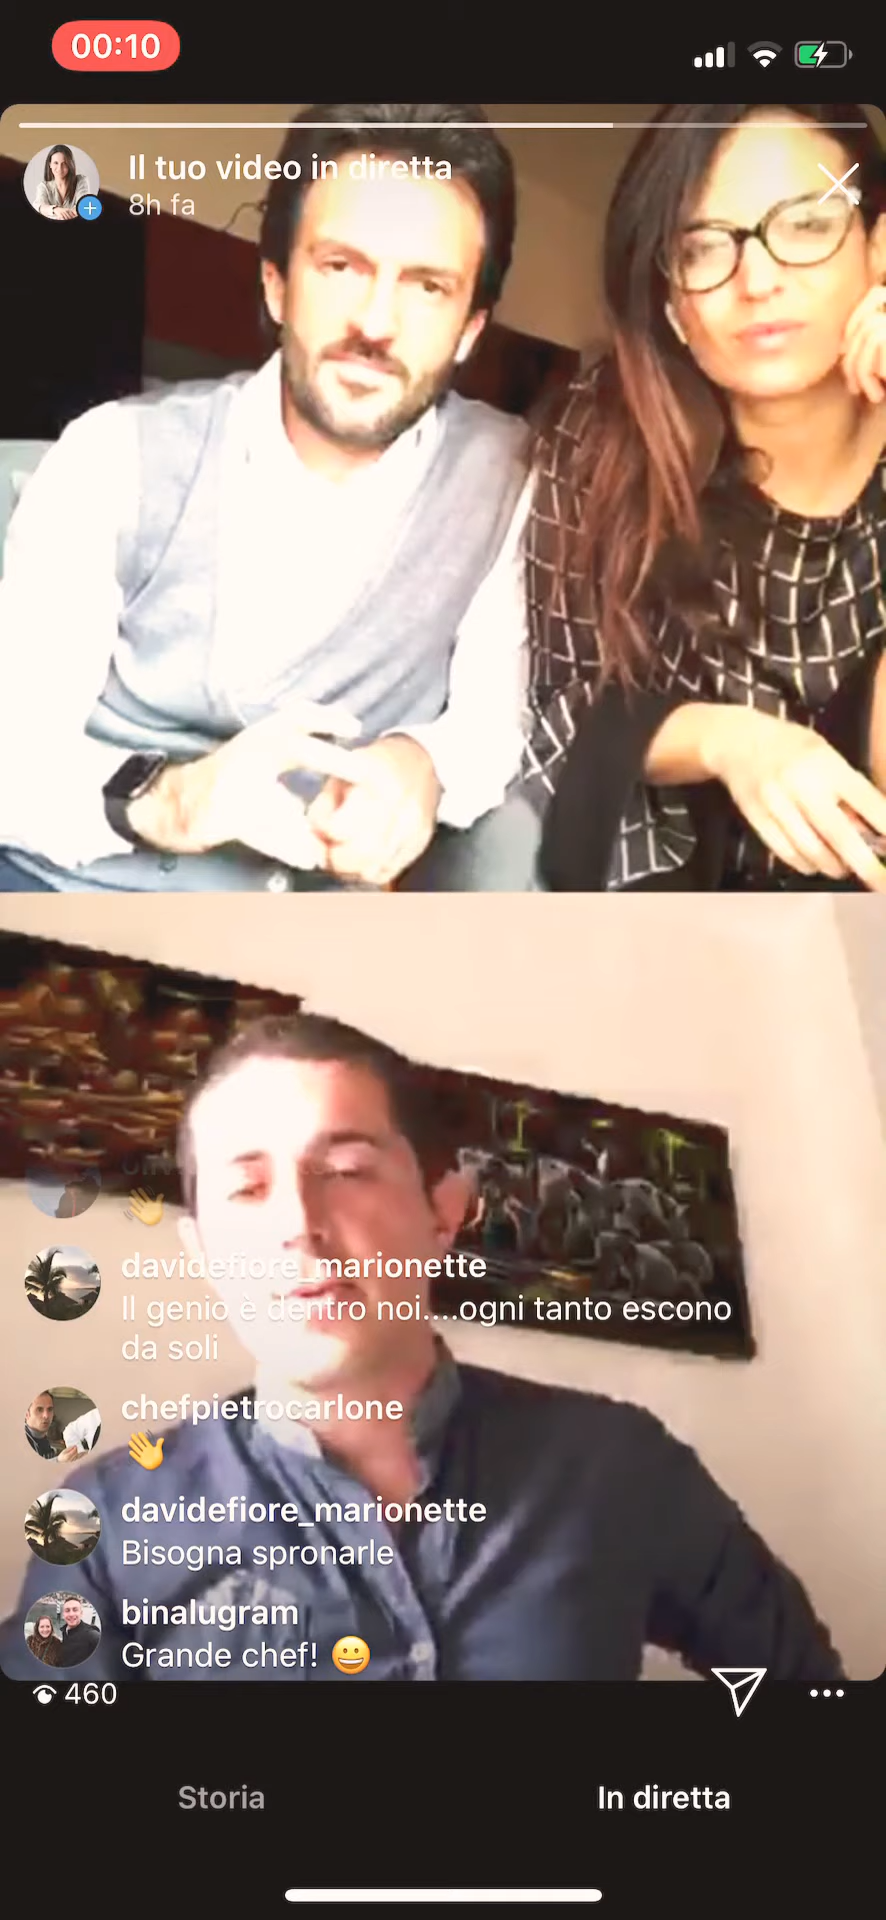 00:10
Il tuo video in diretta
8h fa
👋
davidefiore_marionette
Il genio è dentro noi....ogni tanto escono
da soli
chefpietrocarlone
👋
davidefiore_marionette
Bisogna spronarle
binalugram
Grande chef! 😀
460
Storia
In diretta